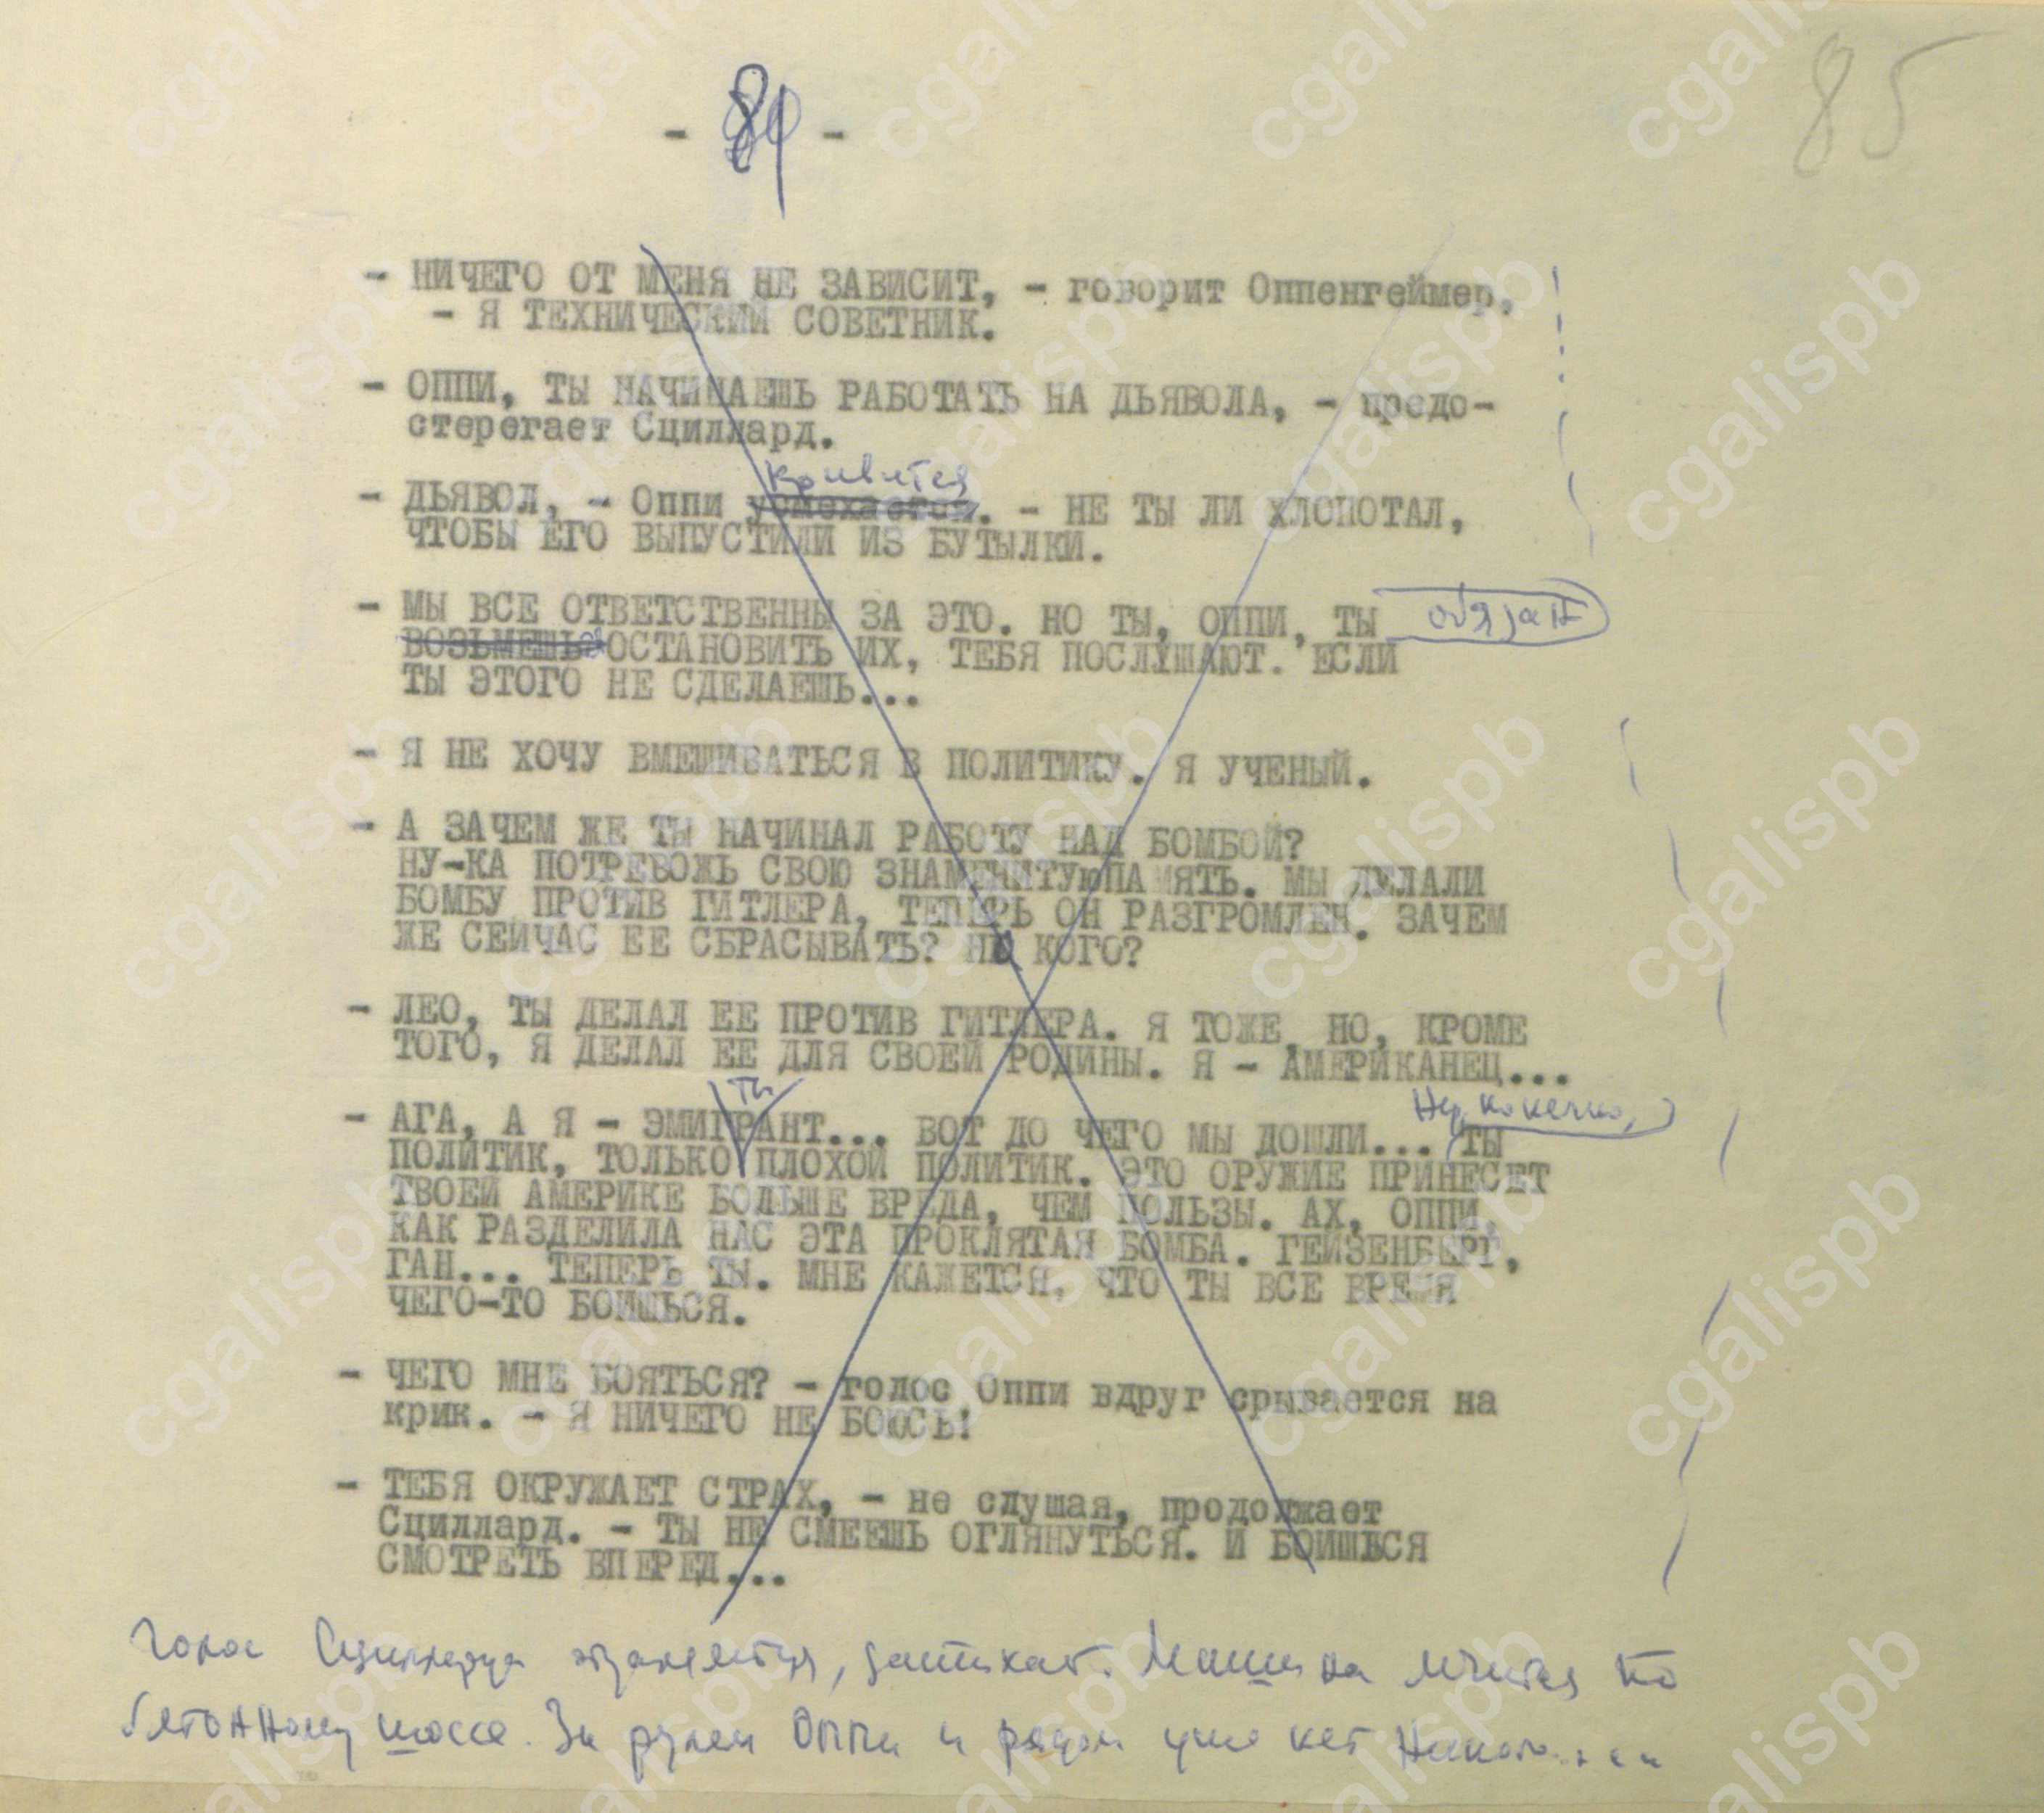 85
- 81 -
- НИЧЕГО ОТ МЕНЯ НЕ ЗАВИСИТ, - говорит Оппенгеймер,
- Я ТЕХНИЧЕСКИЙ СОВЕТНИК.
- ОППИ, ТЫ НАЧИНАЕШЬ РАБОТАТЬ НА ДЬЯВОЛА, - предо-
стерегает Сциллард.
кривится
- ДЬЯВОЛ, - Оппи усмехается. - НЕ ТЫ ЛИ ХЛОПОТАЛ,
ЧТОБЫ ЕГО ВЫПУСТИЛИ ИЗ БУТЫЛКИ.
- МЫ ВСЕ ОТВЕТСТВЕННЫ ЗА ЭТО. НО ТЫ, ОППИ, ТЫ обязан
ВОЗЬМЕШЬСЯ ОСТАНОВИТЬ ИХ, ТЕБЯ ПОСЛУШАЮТ. ЕСЛИ
ТЫ ЭТОГО НЕ СДЕЛАЕШЬ...
- Я НЕ ХОЧУ ВМЕШИВАТЬСЯ В ПОЛИТИКУ. Я УЧЕНЫЙ.
- А ЗАЧЕМ ЖЕ ТЫ НАЧИНАЛ РАБОТУ НАД БОМБОЙ?
НУ-КА ПОТРЕВОЖЬ СВОЮ ЗНАМЕНИТУЮ ПАМЯТЬ. МЫ ДЕЛАЛИ
БОМБУ ПРОТИВ ГИТЛЕРА, ТЕПЕРЬ ОН РАЗГРОМЛЕН. ЗАЧЕМ
ЖЕ СЕЙЧАС ЕЕ СБРАСЫВАТЬ? НА КОГО?
- ЛЕО, ТЫ ДЕЛАЛ ЕЕ ПРОТИВ ГИТЛЕРА. Я ТОЖЕ, НО, КРОМЕ
ТОГО, Я ДЕЛАЛ ЕЕ ДЛЯ СВОЕЙ РОДИНЫ. Я - АМЕРИКАНЕЦ...
ты Ну, конечно,
- АГА, А Я - ЭМИГРАНТ... ВОТ ДО ЧЕГО МЫ ДОШЛИ... ТЫ
ПОЛИТИК, ТОЛЬКО ПЛОХОЙ ПОЛИТИК. ЭТО ОРУЖИЕ ПРИНЕСЕТ
ТВОЕЙ АМЕРИКЕ БОЛЬШЕ ВРЕДА, ЧЕМ ПОЛЬЗЫ. АХ, ОППИ,
КАК РАЗДЕЛИЛА НАС ЭТА ПРОКЛЯТАЯ БОМБА. ГЕЙЗЕНБЕРГ,
ГАН... ТЕПЕРЬ ТЫ. МНЕ КАЖЕТСЯ, ЧТО ТЫ ВСЕ ВРЕМЯ
ЧЕГО-ТО БОИШЬСЯ.
- ЧЕГО МНЕ БОЯТЬСЯ? - голос Оппи вдруг срывается на
крик. - Я НИЧЕГО НЕ БОЮСЬ!
- ТЕБЯ ОКРУЖАЕТ СТРАХ, - не слушая, продолжает
Сциллард. - ТЫ НЕ СМЕЕШЬ ОГЛЯНУТЬСЯ. И БОИШЬСЯ
СМОТРЕТЬ ВПЕРЕД...
Голос Сцилларда отдаляется, затихает. Машина мчится по
бетонному шоссе. За рулем Оппи и рядом уже нет